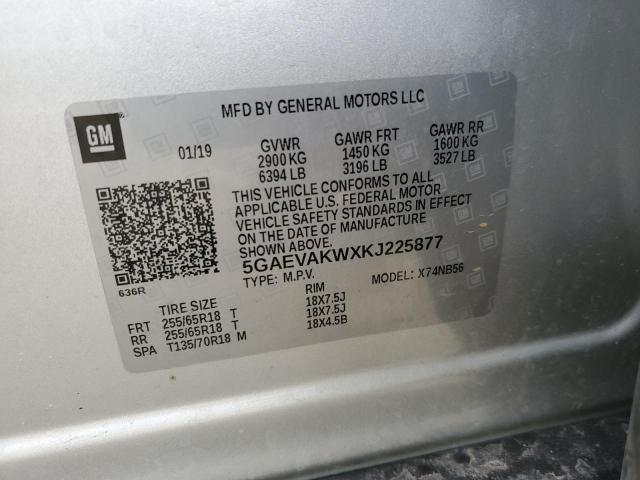 GM
MFD BY GENERAL MOTORS LLC
01/19 GVWR GAWR FRT GAWR RR
2900 KG 1450 KG 1600 KG
6394 LB 3196 LB 3527 LB
THIS VEHICLE CONFORMS TO ALL
APPLICABLE U.S. FEDERAL MOTOR
VEHICLE SAFETY STANDARDS IN EFFECT
ON THE DATE OF MANUFACTURE
SHOWN ABOVE.
5GAEVAKWXKJ225877
TYPE: M.P.V. MODEL: X74NB56
636R
TIRE SIZE RIM
FRT 255/65R18 T 18X7.5J
RR 255/65R18 T 18X7.5J
SPA T135/70R18 M 18X4.5B